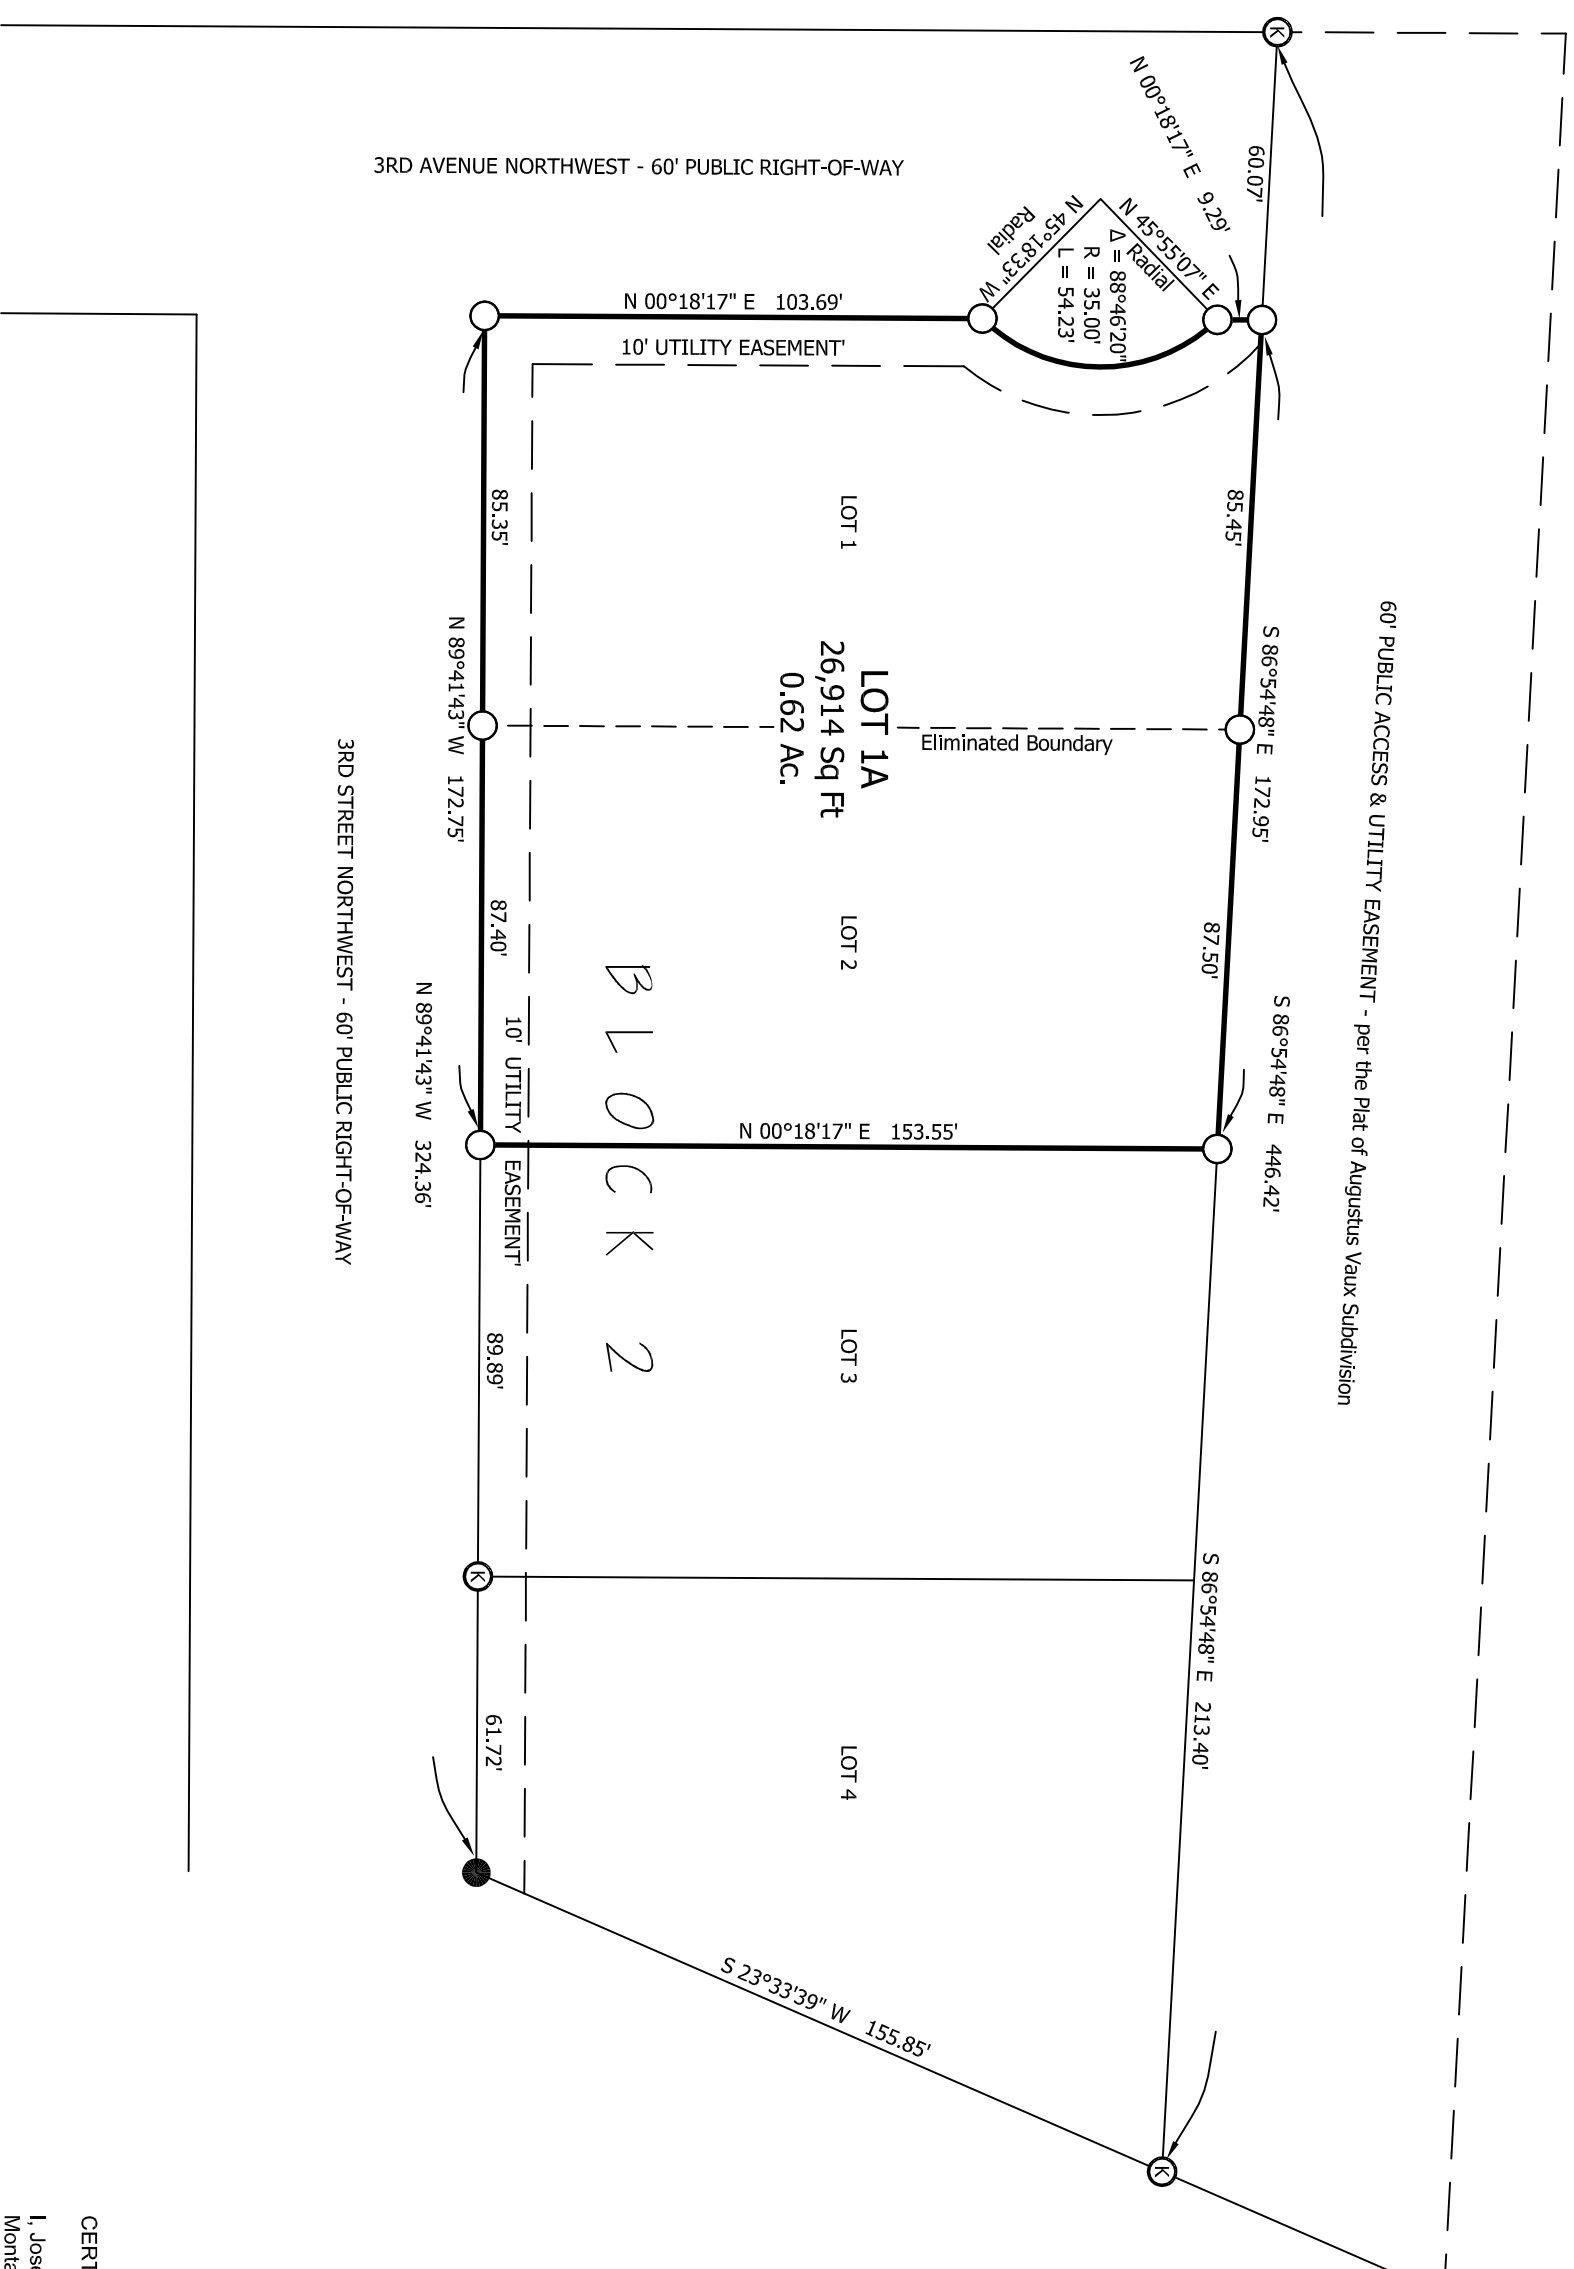 60' PUBLIC ACCESS & UTILITY EASEMENT - per the Plat of Augustus Vaux Subdivision
60.07'
N 00°18'17" E 9.29'
85.45'
S 86°54'48" E 172.95'
87.50'
S 86°54'48" E 446.42'
S 86°54'48" E 213.40'
N 45°55'07" E
Radial
Δ = 88°46'20"
R = 35.00'
L = 54.23'
N 45°18'33" W
Radial
3RD AVENUE NORTHWEST - 60' PUBLIC RIGHT-OF-WAY
N 00°18'17" E 103.69'
10' UTILITY EASEMENT'
LOT 1
LOT 1A
26,914 Sq Ft
0.62 Ac.
Eliminated Boundary
LOT 2
N 00°18'17" E 153.55'
LOT 3
LOT 4
BLOCK 2
S 23°33'39" W 155.85'
10' UTILITY EASEMENT'
85.35'
87.40'
89.89'
61.72'
N 89°41'43" W 172.75'
N 89°41'43" W 324.36'
3RD STREET NORTHWEST - 60' PUBLIC RIGHT-OF-WAY
K
K
K
CERT
I, Jose
Monta